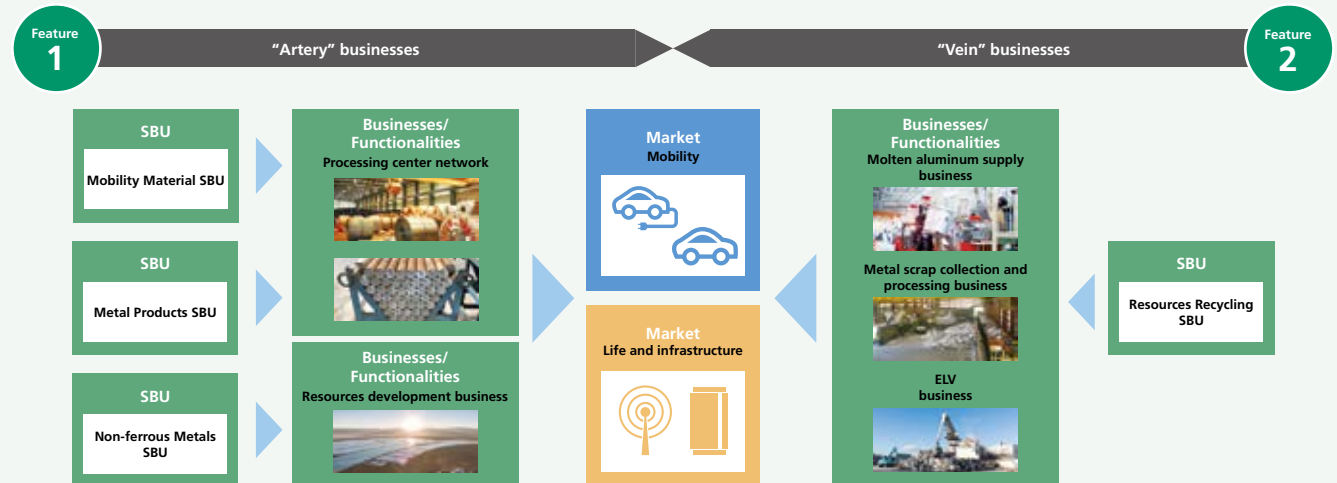 Feature
1
“Artery” businesses
“Vein” businesses
Feature
2
SBU
Mobility Material SBU
SBU
Metal Products SBU
SBU
Non-ferrous Metals
SBU
Businesses/
Functionalities
Processing center network
Businesses/
Functionalities
Resources development business
Market
Mobility
Market
Life and infrastructure
Businesses/
Functionalities
Molten aluminum supply
business
Metal scrap collection and
processing business
ELV
business
SBU
Resources Recycling
SBU